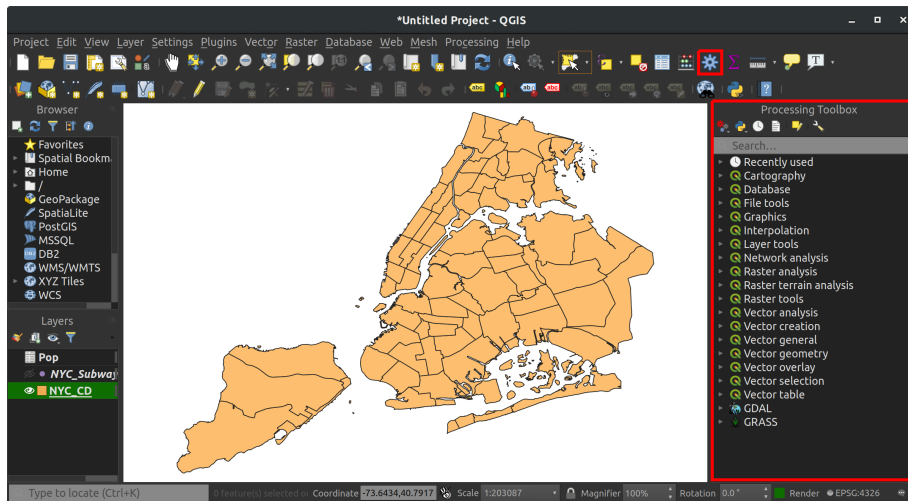 *Untitled Project - QGIS
Project Edit View Layer Settings Plugins Vector Raster Database Web Mesh Processing Help
Browser
Favorites
Spatial Bookm
Home
/
GeoPackage
SpatiaLite
PostGIS
MSSQL
DB2
WMS/WMTS
XYZ Tiles
WCS
Layers
Pop
NYC_Subway
NYC_CD
Processing Toolbox
Search...
Recently used
Cartography
Database
File tools
Graphics
Interpolation
Layer tools
Network analysis
Raster analysis
Raster terrain analysis
Raster tools
Vector analysis
Vector creation
Vector general
Vector geometry
Vector overlay
Vector selection
Vector table
GDAL
GRASS
Type to locate (Ctrl+K) 0 feature(s) selected o Coordinate -73.6434,40.7917 Scale 1:203087 Magnifier 100% Rotation 0.0 ° Render EPSG:4326